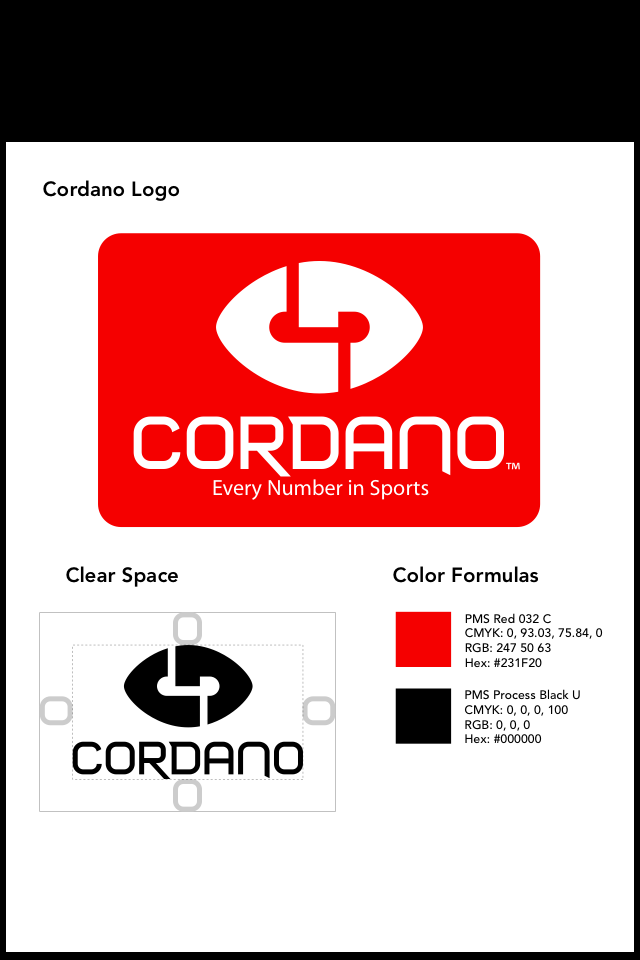 Cordano Logo
CORDANO™
Every Number in Sports
Clear Space
CORDANO
Color Formulas
PMS Red 032 C
CMYK: 0, 93.03, 75.84, 0
RGB: 247 50 63
Hex: #231F20
PMS Process Black U
CMYK: 0, 0, 0, 100
RGB: 0, 0, 0
Hex: #000000